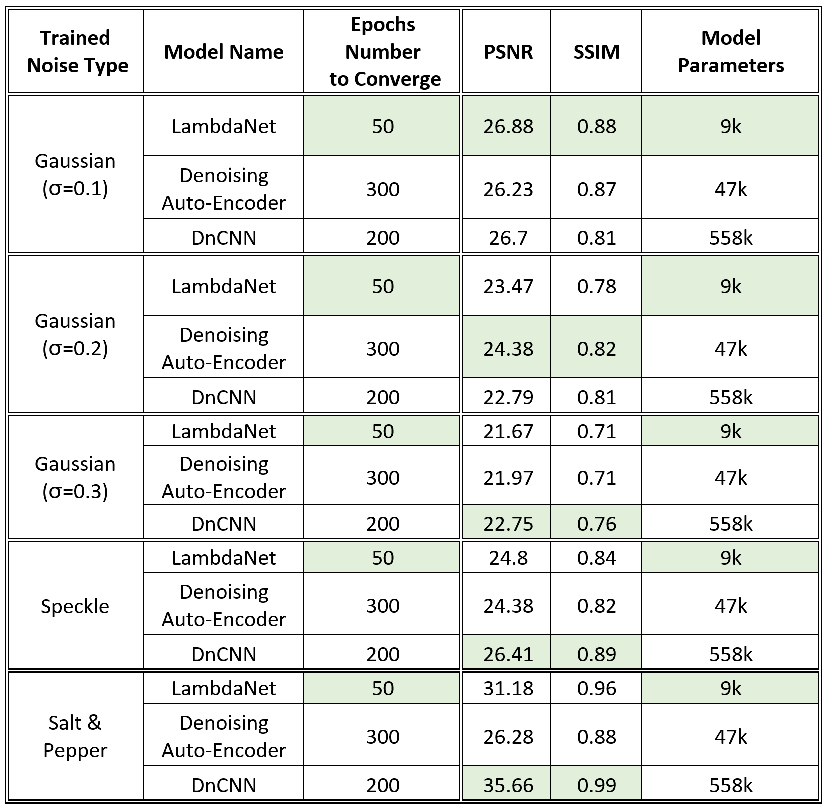 Trained Noise Type Model Name Epochs Number to Converge PSNR SSIM Model Parameters
Gaussian (σ=0.1) LambdaNet 50 26.88 0.88 9k
Denoising Auto-Encoder 300 26.23 0.87 47k
DnCNN 200 26.7 0.81 558k
Gaussian (σ=0.2) LambdaNet 50 23.47 0.78 9k
Denoising Auto-Encoder 300 24.38 0.82 47k
DnCNN 200 22.79 0.81 558k
Gaussian (σ=0.3) LambdaNet 50 21.67 0.71 9k
Denoising Auto-Encoder 300 21.97 0.71 47k
DnCNN 200 22.75 0.76 558k
Speckle LambdaNet 50 24.8 0.84 9k
Denoising Auto-Encoder 300 24.38 0.82 47k
DnCNN 200 26.41 0.89 558k
Salt & Pepper LambdaNet 50 31.18 0.96 9k
Denoising Auto-Encoder 300 26.28 0.88 47k
DnCNN 200 35.66 0.99 558k